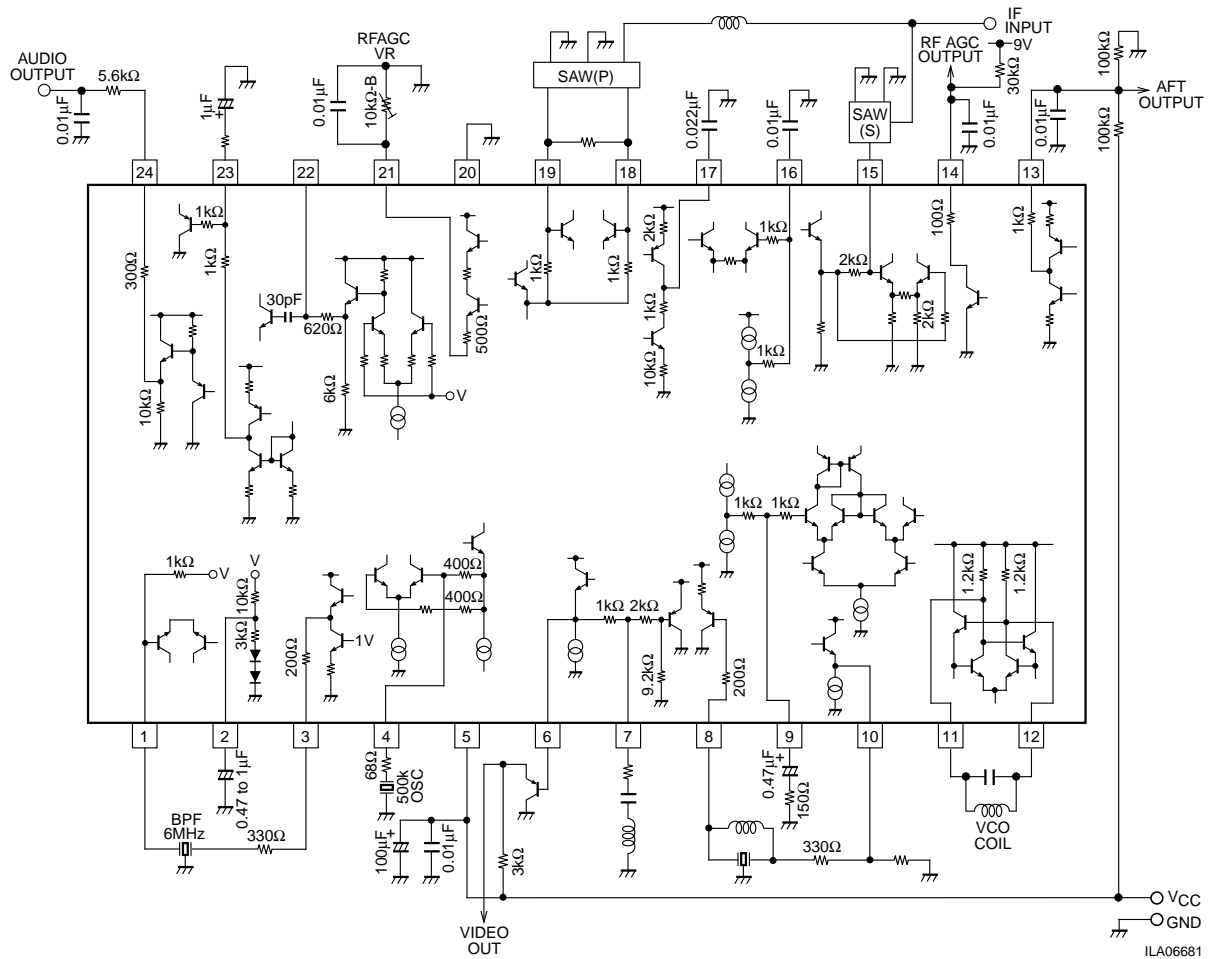 IF
INPUT
RFAGC
VR
RF AGC
OUTPUT
9V
30kΩ
100kΩ
AUDIO
OUTPUT
5.6kΩ
0.01µF
1µF
+
0.01µF
10kΩ-B
SAW(P)
0.022µF
0.01µF
SAW
(S)
0.01µF
0.01µF
AFT
OUTPUT
100kΩ
24
23
22
21
20
19
18
17
16
15
14
13
300Ω
1kΩ
1kΩ
30pF
620Ω
6kΩ
V
500Ω
1kΩ
1kΩ
2kΩ
1kΩ
10kΩ
1kΩ
1kΩ
2kΩ
2kΩ
100Ω
1kΩ
10kΩ
1kΩ
V
V
10kΩ
3kΩ
200Ω
1V
400Ω
400Ω
1kΩ
2kΩ
9.2kΩ
200Ω
1kΩ
1kΩ
1.2kΩ
1.2kΩ
1
2
3
4
5
6
7
8
9
10
11
12
0.47 to 1µF
68Ω
500k
OSC
BPF
6MHz
330Ω
100µF
+
0.01µF
3kΩ
0.47µF
+
150Ω
330Ω
VCO
COIL
VIDEO
OUT
VCC
GND
ILA06681